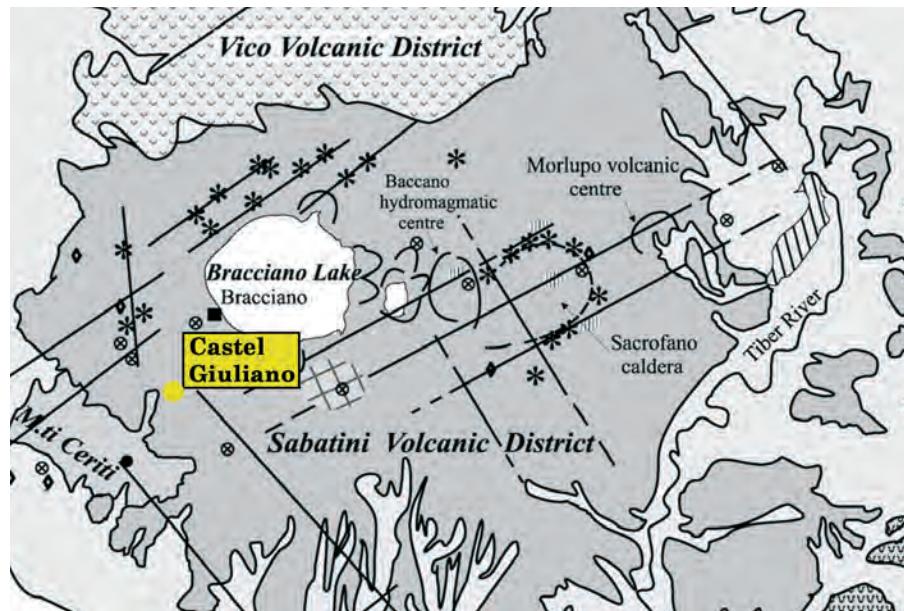 Vico Volcanic District
Morlupo volcanic
centre
Baccano
hydromagmatic
centre
Bracciano Lake
Bracciano
Castel
Giuliano
Sacrofano
caldera
Tiber River
M.ti Ceriti
Sabatini Volcanic District